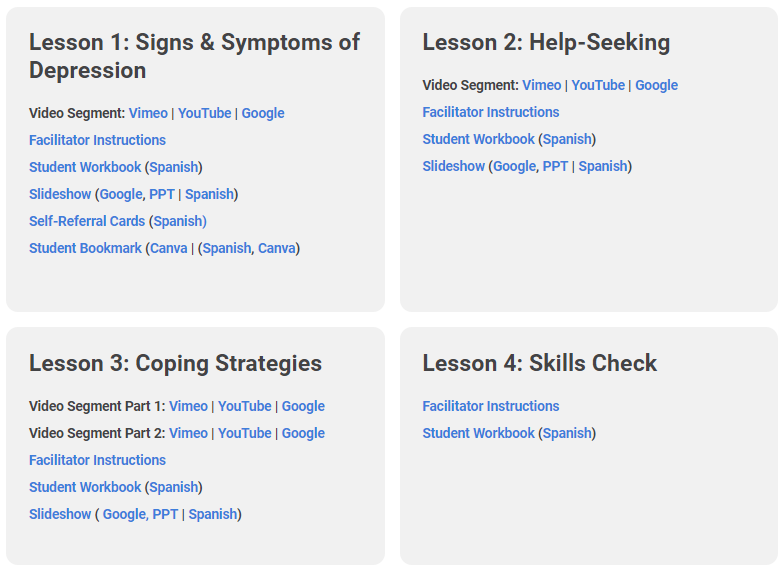 Lesson 1: Signs & Symptoms of
Depression
Video Segment: Vimeo | YouTube | Google
Facilitator Instructions
Student Workbook (Spanish)
Slideshow (Google, PPT | Spanish)
Self-Referral Cards (Spanish)
Student Bookmark (Canva | (Spanish, Canva)
Lesson 2: Help-Seeking
Video Segment: Vimeo | YouTube | Google
Facilitator Instructions
Student Workbook (Spanish)
Slideshow (Google, PPT | Spanish)
Lesson 3: Coping Strategies
Video Segment Part 1: Vimeo | YouTube | Google
Video Segment Part 2: Vimeo | YouTube | Google
Facilitator Instructions
Student Workbook (Spanish)
Slideshow ( Google, PPT | Spanish)
Lesson 4: Skills Check
Facilitator Instructions
Student Workbook (Spanish)